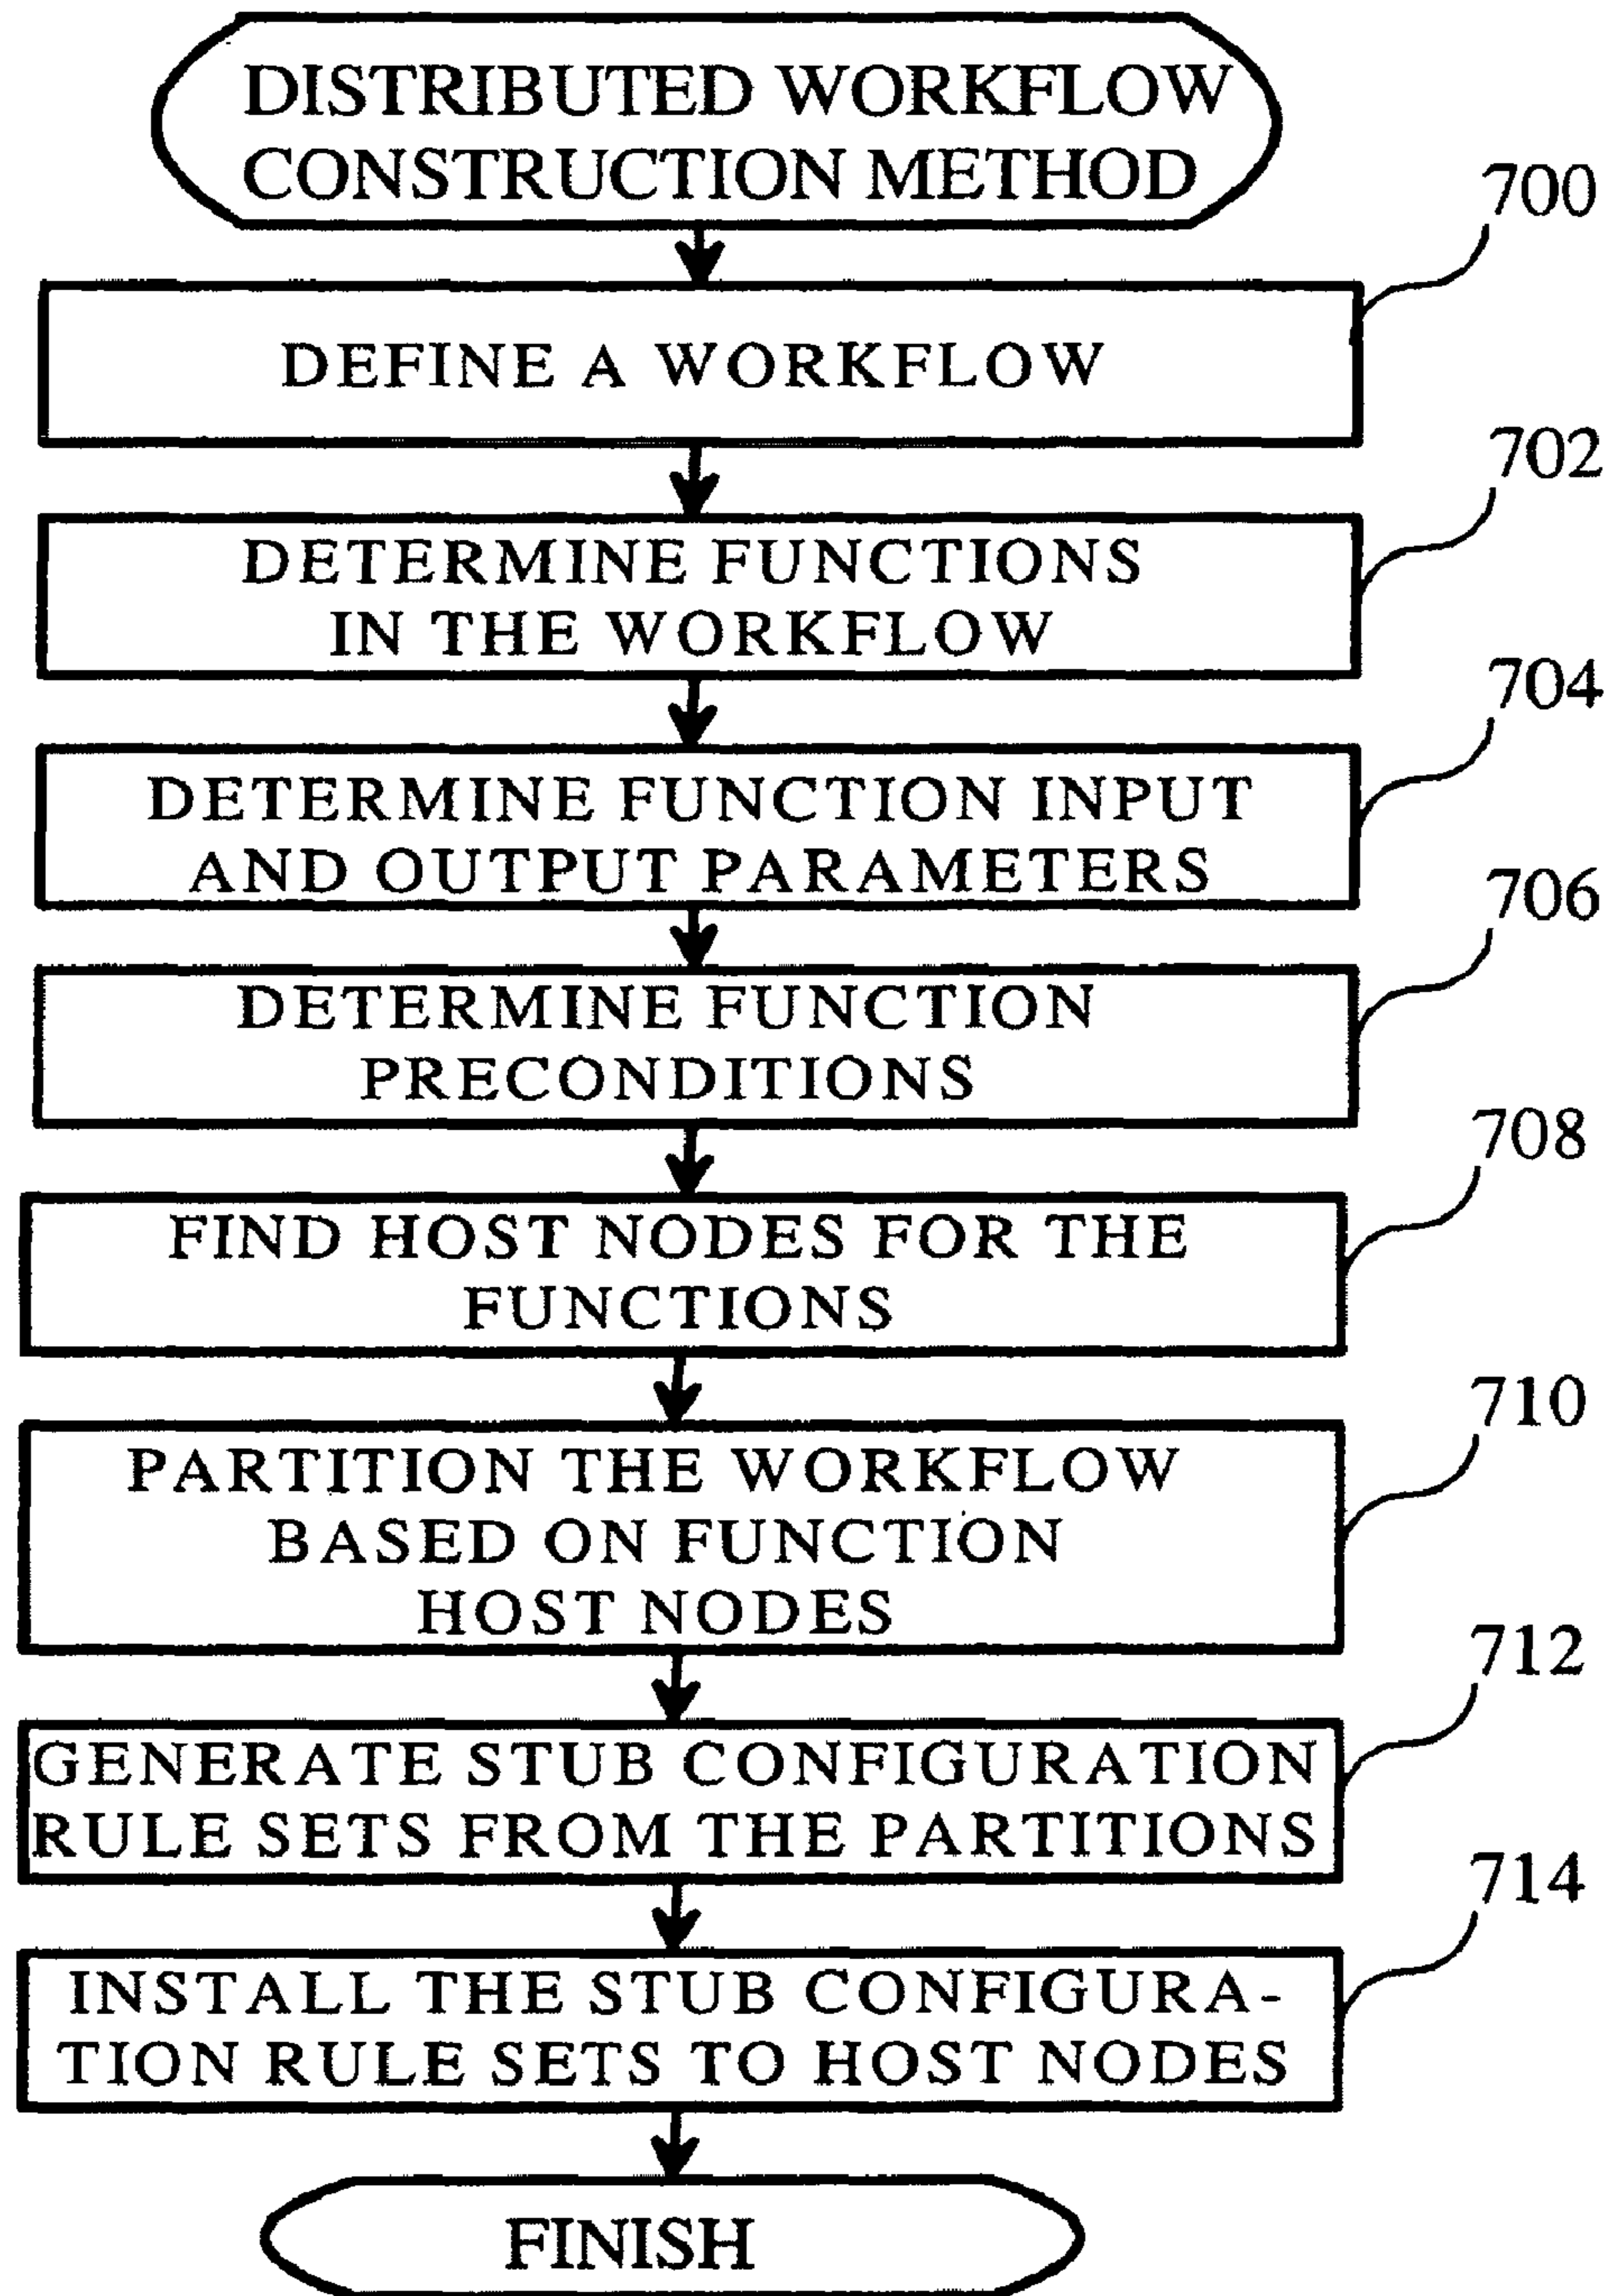 DISTRIBUTED WORKFLOW
CONSTRUCTION METHOD
700
DEFINE A WORKFLOW
702
DETERMINE FUNCTIONS
IN THE WORKFLOW
704
DETERMINE FUNCTION INPUT
AND OUTPUT PARAMETERS
706
DETERMINE FUNCTION
PRECONDITIONS
708
FIND HOST NODES FOR THE
FUNCTIONS
710
PARTITION THE WORKFLOW
BASED ON FUNCTION
HOST NODES
712
GENERATE STUB CONFIGURATION
RULE SETS FROM THE PARTITIONS
714
INSTALL THE STUB CONFIGURA-
TION RULE SETS TO HOST NODES
FINISH